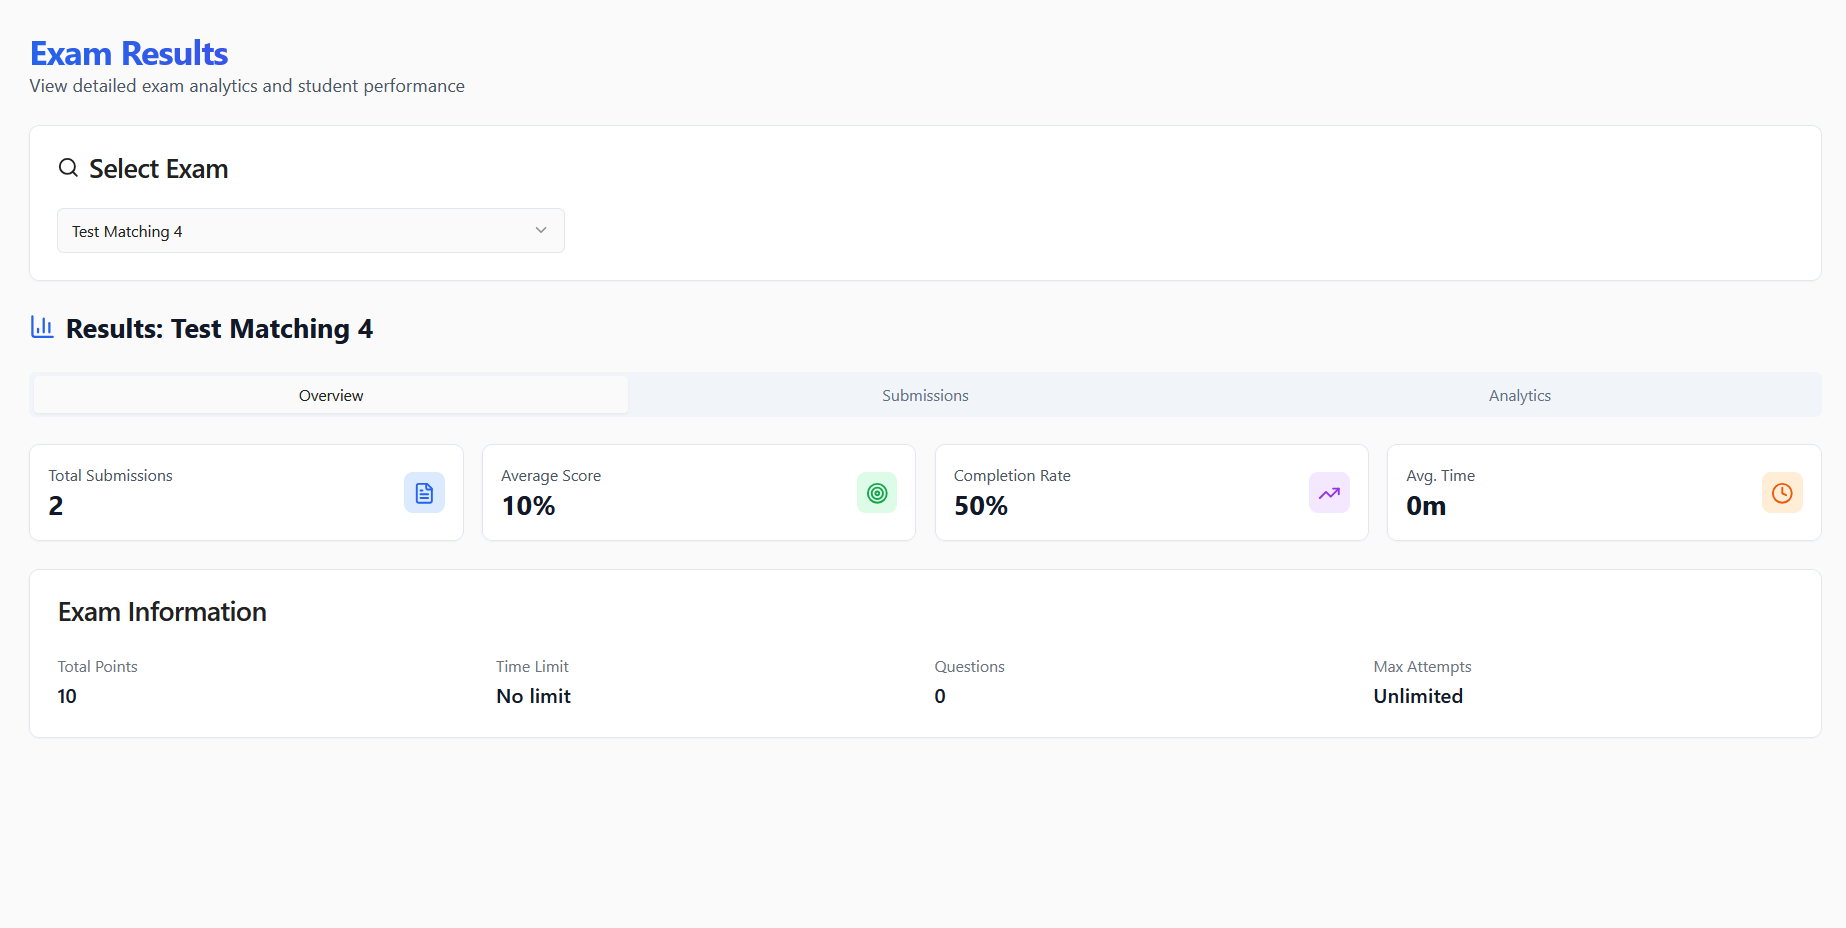 Exam Results
View detailed exam analytics and student performance
Select Exam
Test Matching 4
Results: Test Matching 4
Overview
Submissions
Analytics
Total Submissions
2
Average Score
10%
Completion Rate
50%
Avg. Time
0m
Exam Information
Total Points
10
Time Limit
No limit
Questions
0
Max Attempts
Unlimited